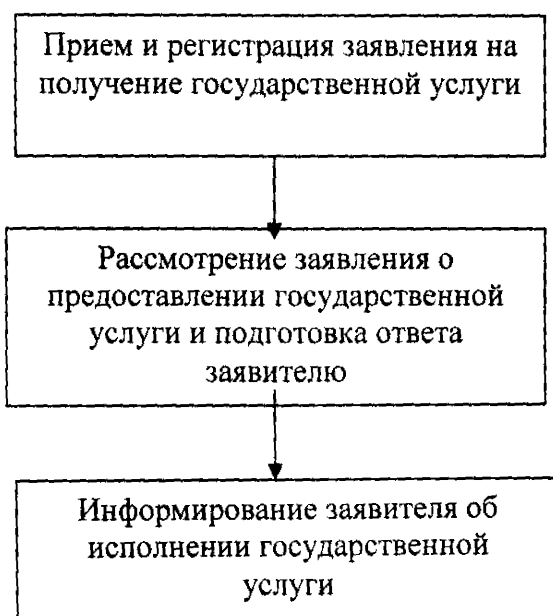 Прием и регистрация заявления на
получение государственной услуги
Рассмотрение заявления о
предоставлении государственной
услуги и подготовка ответа
заявителю
Информирование заявителя об
исполнении государственной
услуги